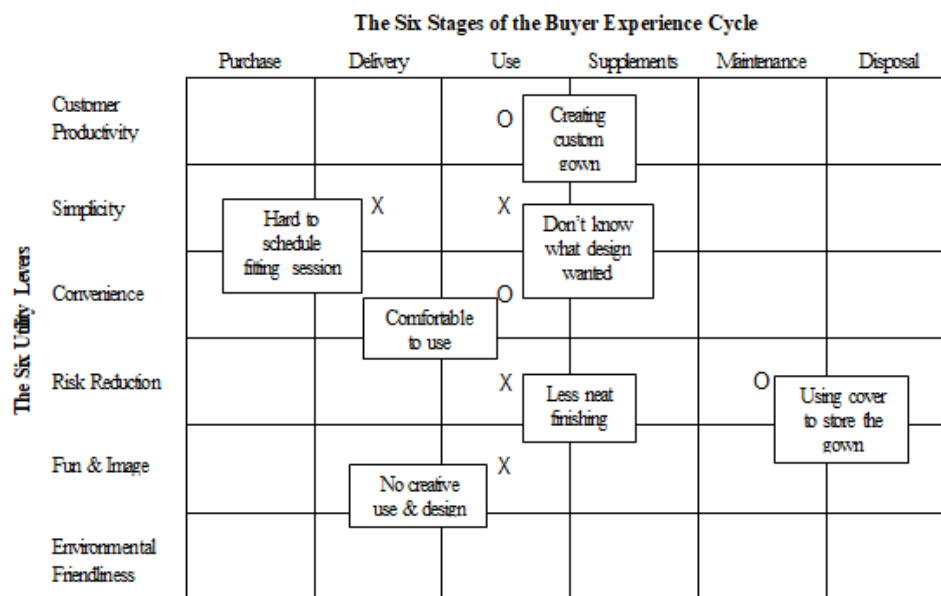 The Six Stages of the Buyer Experience Cycle
Purchase Delivery Use Supplements Maintenance Disposal
The Six Utility Levers
Customer
Productivity
O
Creating
custom
gown
Simplicity
X
X
Hard to
schedule
fitting session
Don't know
what design
wanted
Convenience
O
Comfortable
to use
Risk Reduction
X
Less neat
finishing
O
Using cover
to store the
gown
Fun & Image
X
No creative
use & design
Environmental
Friendliness